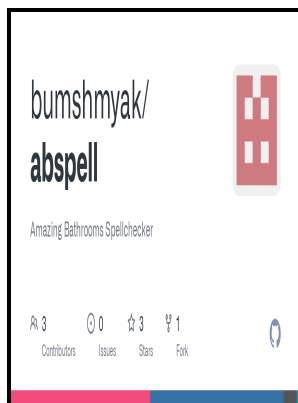 bumshmyak/
abspell
Amazing Bathrooms Spellchecker
3 0 3 1
Contributors Issues Stars Fork